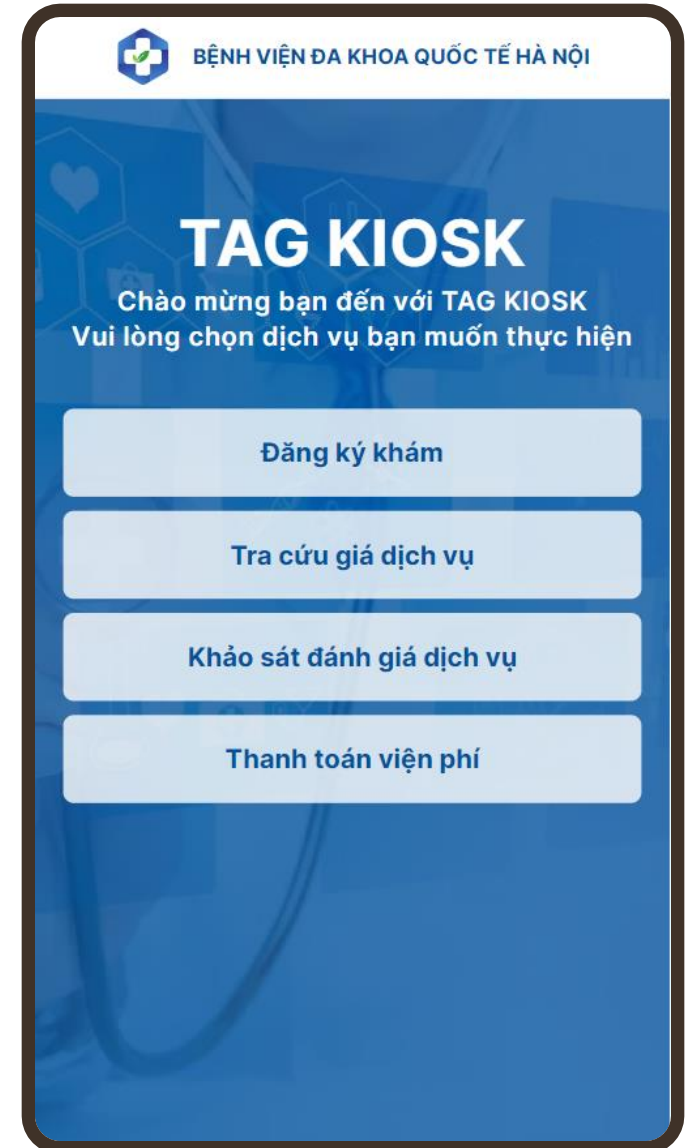 BỆNH VIỆN ĐA KHOA QUỐC TẾ HÀ NỘI
TAG KIOSK
Chào mừng bạn đến với TAG KIOSK
Vui lòng chọn dịch vụ bạn muốn thực hiện
Đăng ký khám
Tra cứu giá dịch vụ
Khảo sát đánh giá dịch vụ
Thanh toán viện phí